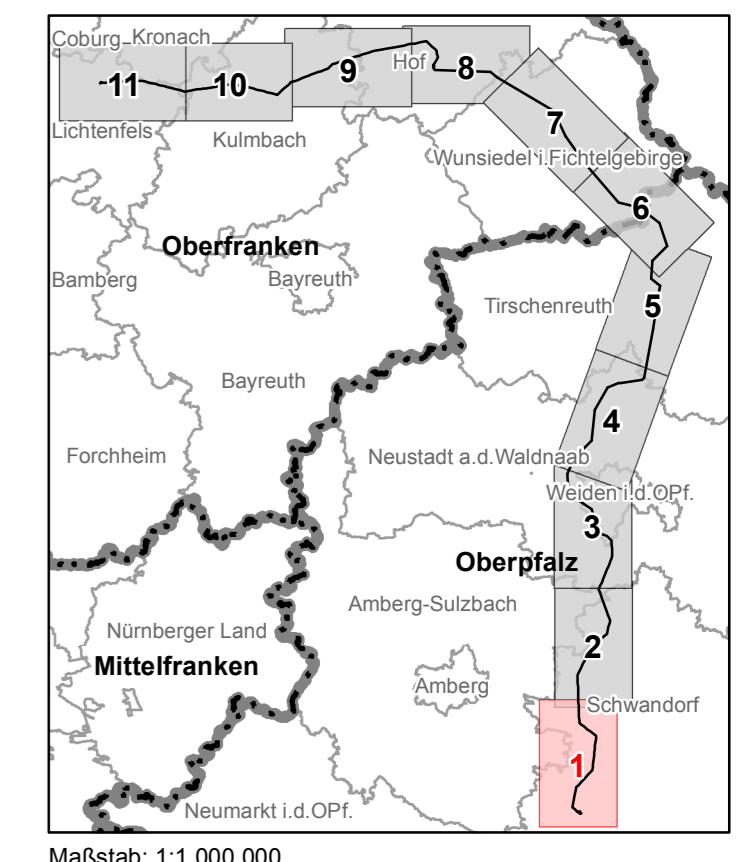 Coburg Kronach
11
10
9
Hof
8
7
Lichtenfels
Kulmbach
Wunsiedel i.Fichtelgebirge
6
Oberfranken
Bamberg
Bayreuth
Tirschenreuth
5
Bayreuth
4
Forchheim
Neustadt a.d.Waldnaab
Weiden i.d.OPf.
3
Oberpfalz
Amberg-Sulzbach
Nürnberger Land
2
Mittelfranken
Amberg
Schwandorf
1
Neumarkt i.d.OPf.
Maßstab: 1:1 000 000